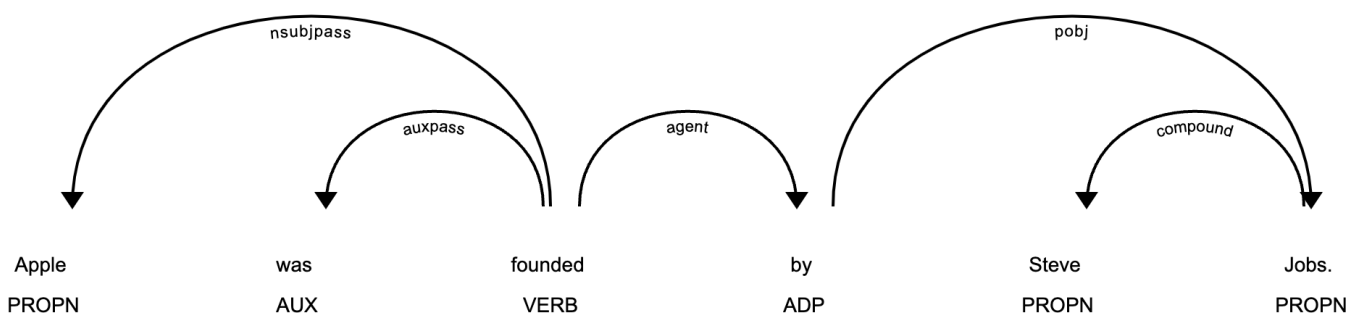 nsubjpass pobj
auxpass agent compound
Apple was founded by Steve Jobs.
PROPN AUX VERB ADP PROPN PROPN